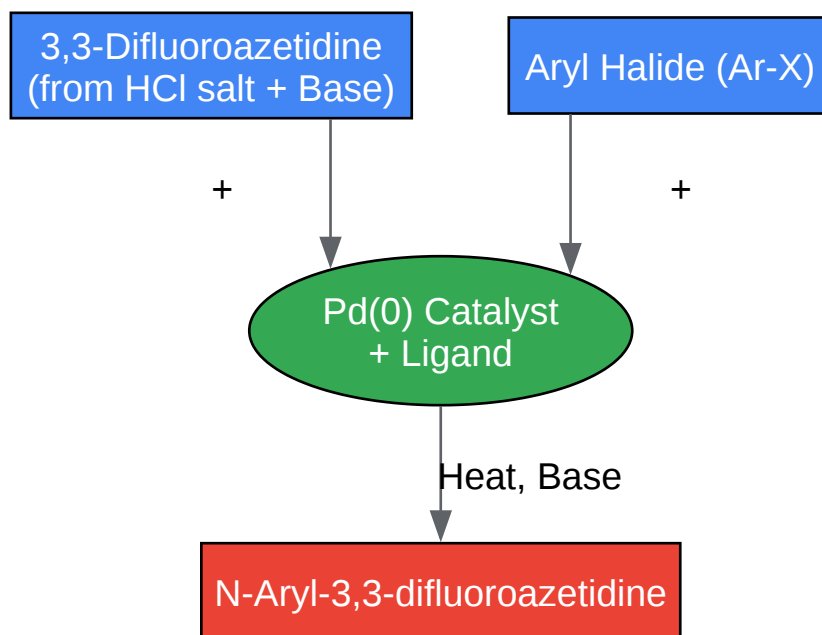 3,3-Difluoroazetidine
(from HCl salt + Base)
Aryl Halide (Ar-X)
+
+
Pd(0) Catalyst
+ Ligand
Heat, Base
N-Aryl-3,3-difluoroazetidine